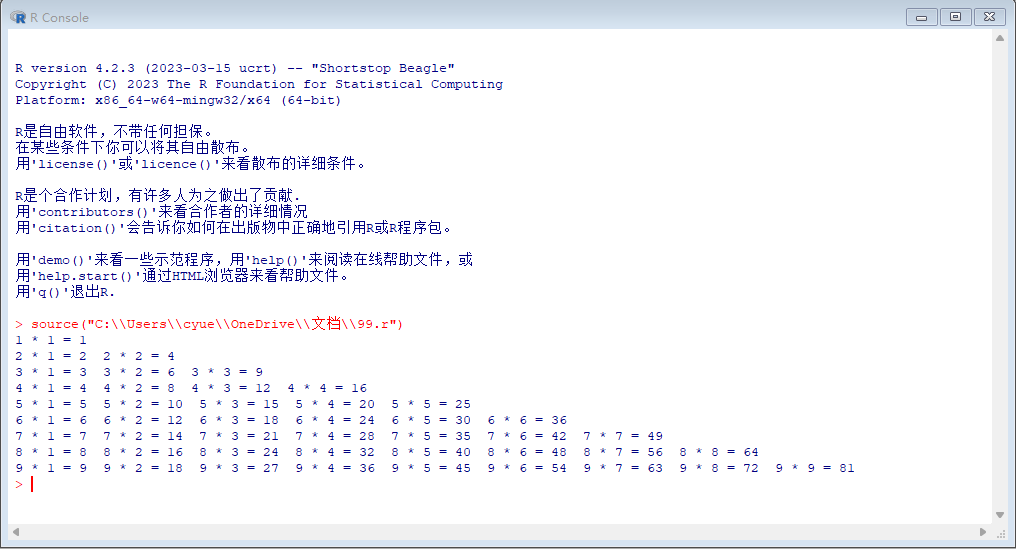 R Console
R version 4.2.3 (2023-03-15 ucrt) -- "Shortstop Beagle"
Copyright (C) 2023 The R Foundation for Statistical Computing
Platform: x86_64-w64-mingw32/x64 (64-bit)
R是自由软件，不带任何担保。
在某些条件下你可以将其自由散布。
用'license()'或'licence()'来看散布的详细条件。
R是个合作计划，有许多人为之做出了贡献.
用'contributors()'来看合作者的详细情况
用'citation()'会告诉你如何在出版物中正确地引用R或R程序包。
用'demo()'来看一些示范程序，用'help()'来阅读在线帮助文件，或
用'help.start()'通过HTML浏览器来看帮助文件。
用'q()'退出R.
> source("C:\\Users\\cyue\\OneDrive\\文档\\99.r")
1 * 1 = 1
2 * 1 = 2  2 * 2 = 4
3 * 1 = 3  3 * 2 = 6  3 * 3 = 9
4 * 1 = 4  4 * 2 = 8  4 * 3 = 12  4 * 4 = 16
5 * 1 = 5  5 * 2 = 10  5 * 3 = 15  5 * 4 = 20  5 * 5 = 25
6 * 1 = 6  6 * 2 = 12  6 * 3 = 18  6 * 4 = 24  6 * 5 = 30  6 * 6 = 36
7 * 1 = 7  7 * 2 = 14  7 * 3 = 21  7 * 4 = 28  7 * 5 = 35  7 * 6 = 42  7 * 7 = 49
8 * 1 = 8  8 * 2 = 16  8 * 3 = 24  8 * 4 = 32  8 * 5 = 40  8 * 6 = 48  8 * 7 = 56  8 * 8 = 64
9 * 1 = 9  9 * 2 = 18  9 * 3 = 27  9 * 4 = 36  9 * 5 = 45  9 * 6 = 54  9 * 7 = 63  9 * 8 = 72  9 * 9 = 81
>